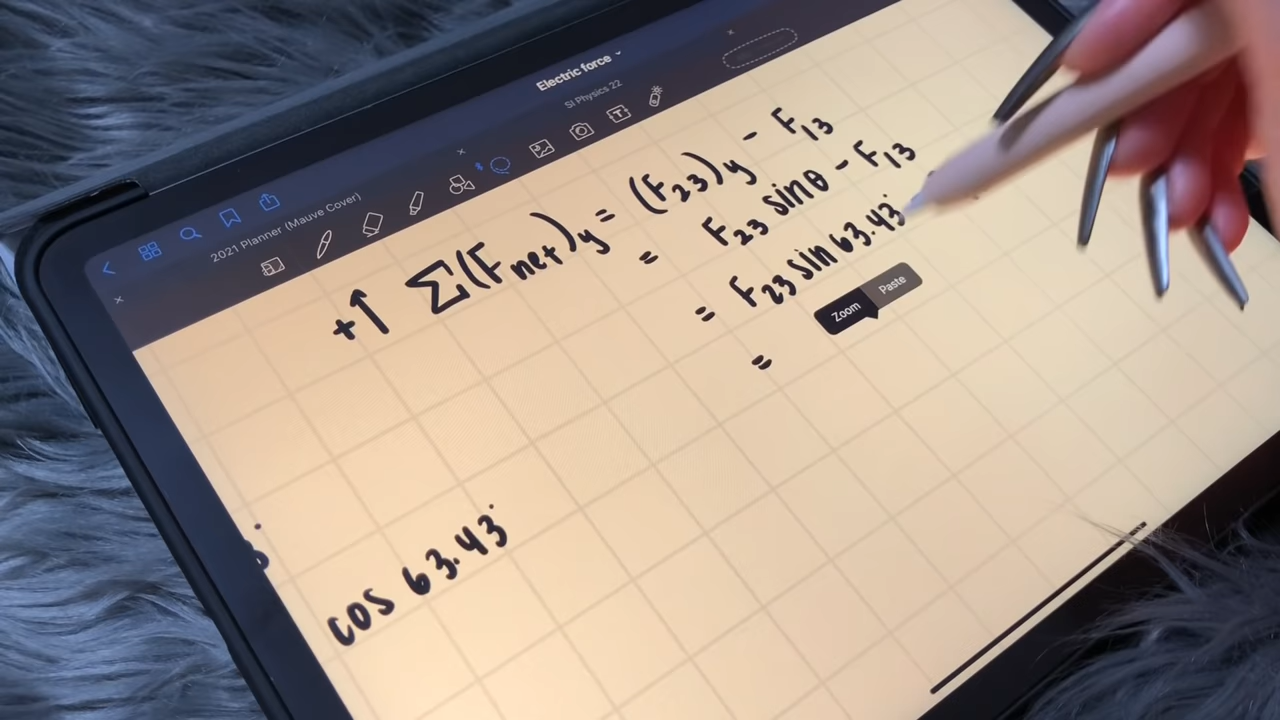 Electric force
SI Physics 22
2021 Planner (Mauve Cover)
+↑ Σ(Fnet)y = (F23)y - F13
= F23 sinθ - F13
= F23 sin 63.43°
Zoom Paste
=
cos 63.43°